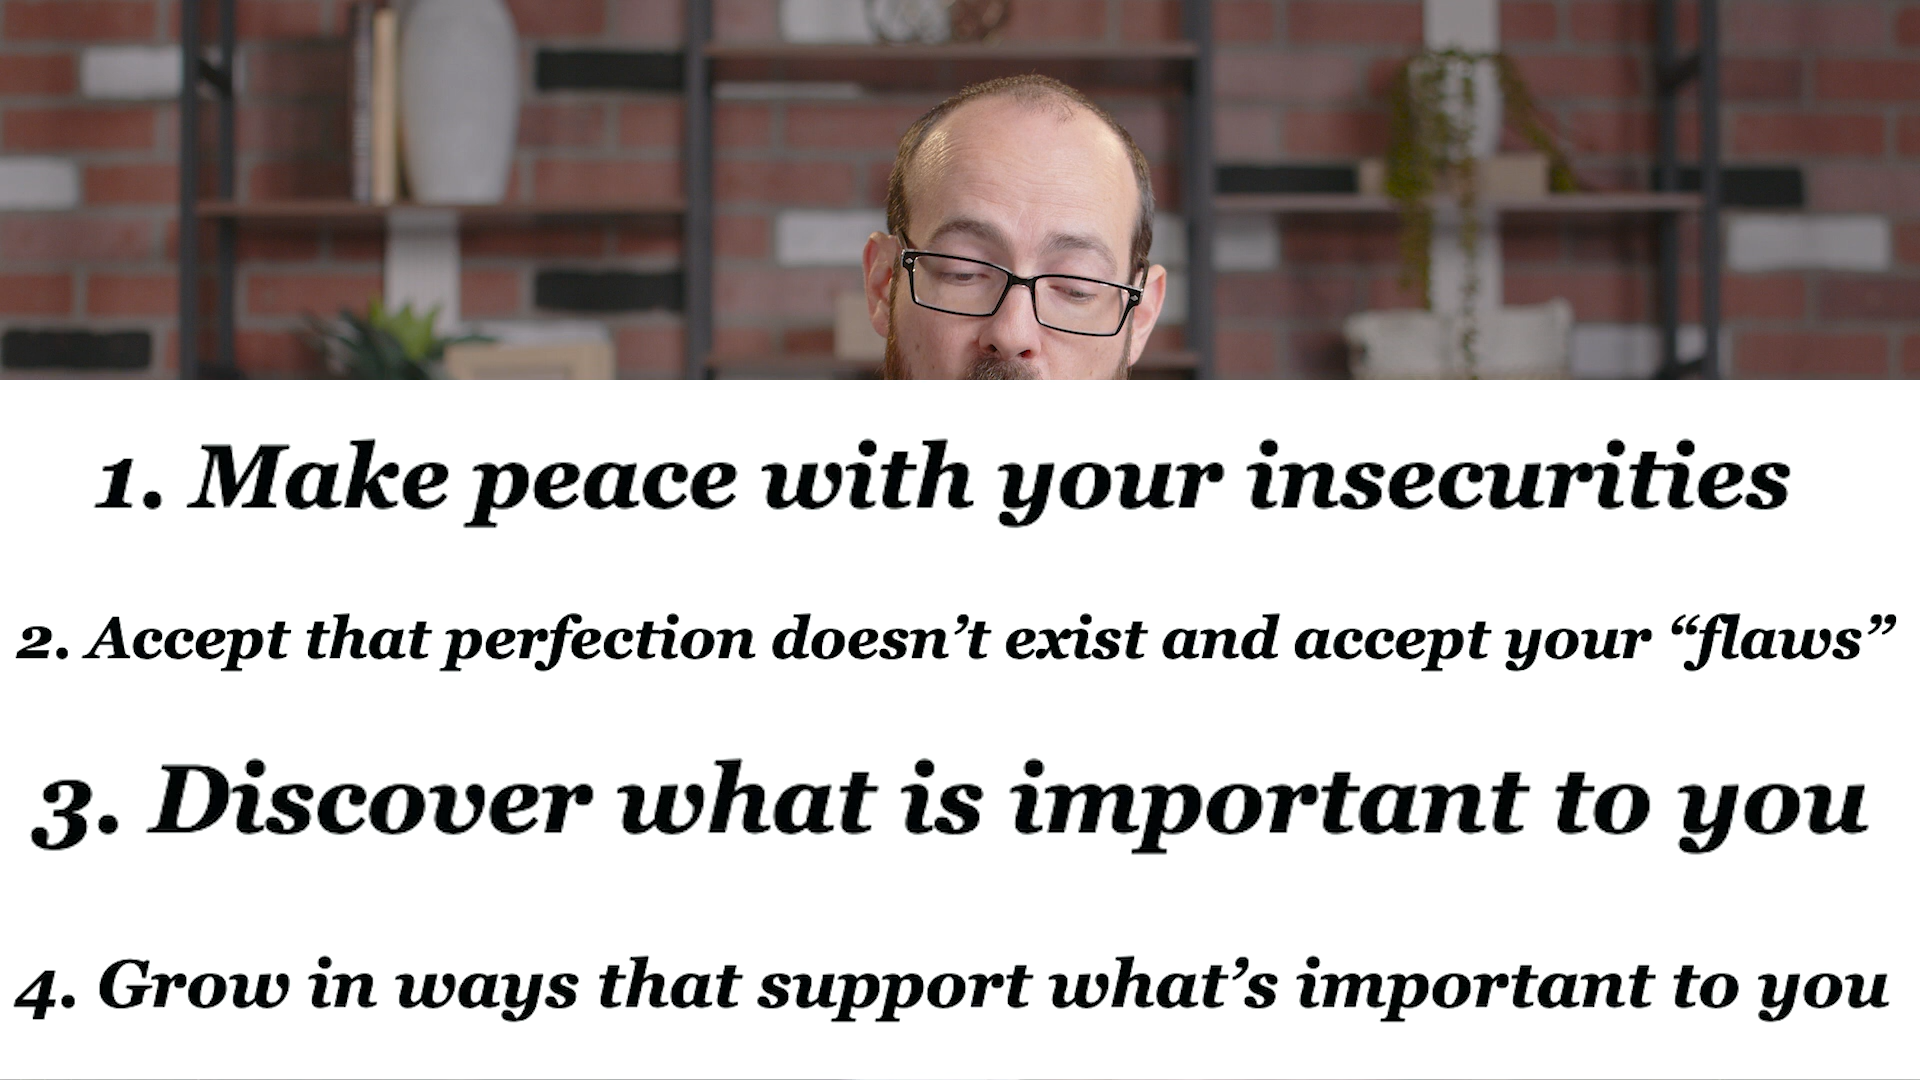 1. Make peace with your insecurities
2. Accept that perfection doesn’t exist and accept your “flaws”
3. Discover what is important to you
4. Grow in ways that support what’s important to you